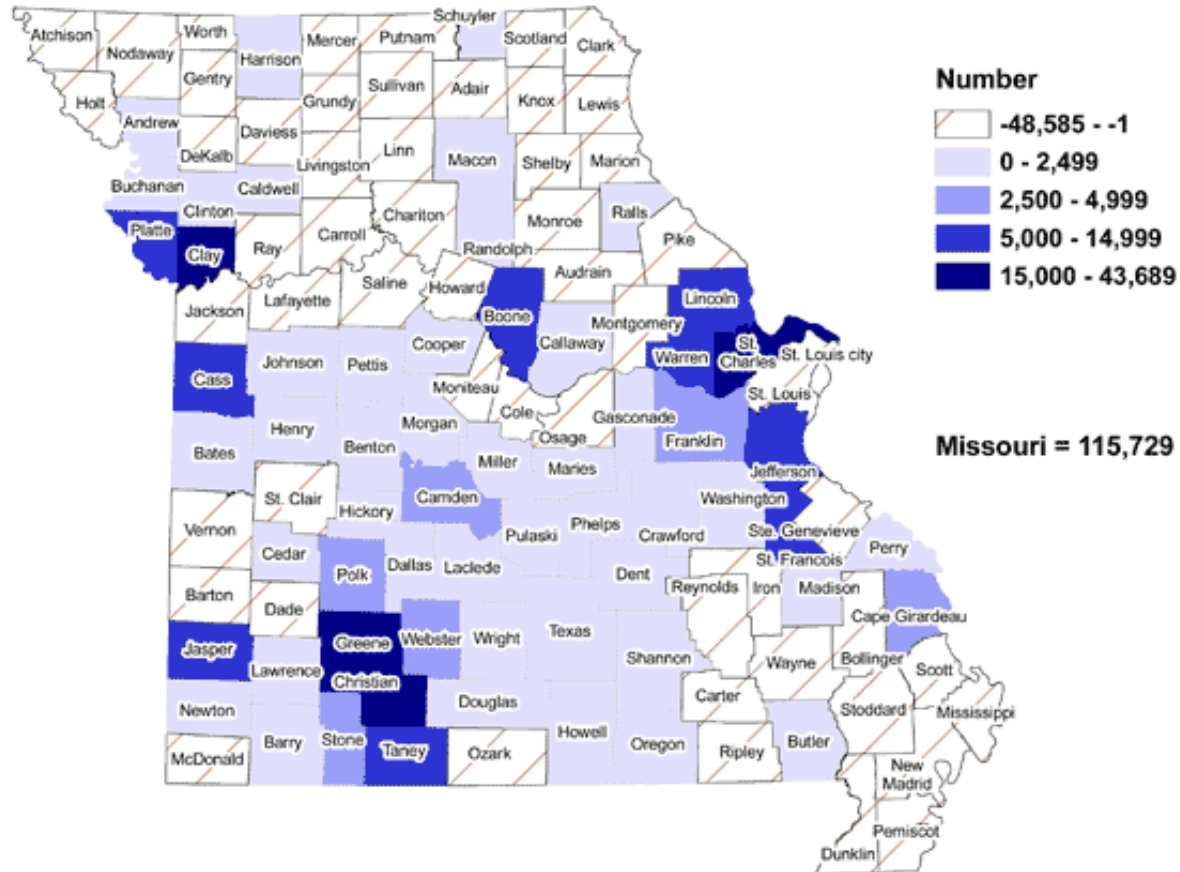 Schuyler
Atchison
Nodaway
Worth
Harrison
Mercer
Putnam
Scotland
Clark
Gentry
Sullivan
Adair
Holt
Grundy
Knox
Lewis
Andrew
Daviess
DeKalb
Livingston
Linn
Macon
Shelby
Marion
Buchanan
Caldwell
Clinton
Chariton
Monroe
Ralls
Platte
Clay
Ray
Carroll
Randolph
Pike
Jackson
Lafayette
Saline
Howard
Audrain
Boone
Lincoln
Montgomery
Cooper
Callaway
Warren
St.
Charles
St. Louis city
Johnson
Pettis
Cass
Moniteau
St. Louis
Cole
Gasconade
Osage
Franklin
Henry
Morgan
Benton
Bates
Miller
Maries
Jefferson
St. Clair
Camden
Washington
Vernon
Hickory
Pulaski
Phelps
Crawford
Ste. Genevieve
Cedar
Perry
Polk
Dallas
Laclede
Dent
St. Francois
Barton
Dade
Reynolds
Iron
Madison
Cape Girardeau
Jasper
Greene
Webster
Wright
Texas
Lawrence
Shannon
Wayne
Bollinger
Scott
Christian
Newton
Douglas
Carter
Stoddard
Mississippi
McDonald
Barry
Stone
Taney
Ozark
Howell
Oregon
Ripley
Butler
New
Madrid
Pemiscot
Dunklin
Number
-48,585 - -1
0 - 2,499
2,500 - 4,999
5,000 - 14,999
15,000 - 43,689
Missouri = 115,729